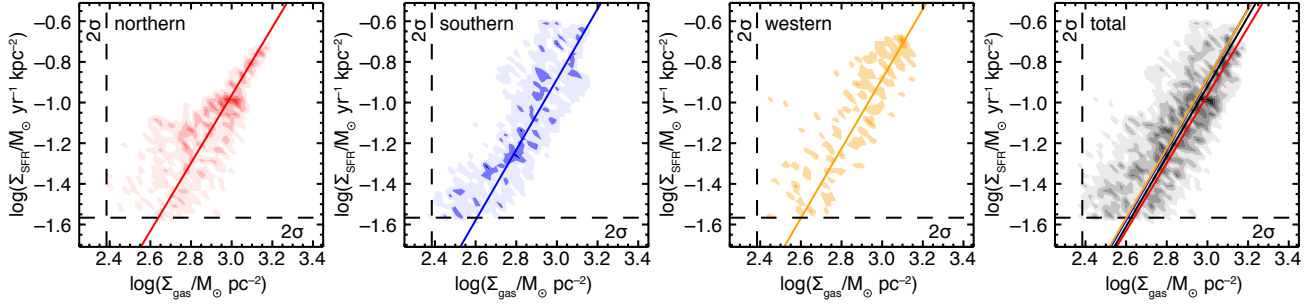 northern
2σ
2σ
−0.6
−0.8
−1.0
−1.2
−1.4
−1.6
log(Σ_SFR/M_⊙ yr⁻¹ kpc⁻²)
2.4 2.6 2.8 3.0 3.2 3.4
log(Σ_gas/M_⊙ pc⁻²)
southern
2σ
2σ
−0.6
−0.8
−1.0
−1.2
−1.4
−1.6
log(Σ_SFR/M_⊙ yr⁻¹ kpc⁻²)
2.4 2.6 2.8 3.0 3.2 3.4
log(Σ_gas/M_⊙ pc⁻²)
western
2σ
2σ
−0.6
−0.8
−1.0
−1.2
−1.4
−1.6
log(Σ_SFR/M_⊙ yr⁻¹ kpc⁻²)
2.4 2.6 2.8 3.0 3.2 3.4
log(Σ_gas/M_⊙ pc⁻²)
total
2σ
2σ
−0.6
−0.8
−1.0
−1.2
−1.4
−1.6
log(Σ_SFR/M_⊙ yr⁻¹ kpc⁻²)
2.4 2.6 2.8 3.0 3.2 3.4
log(Σ_gas/M_⊙ pc⁻²)